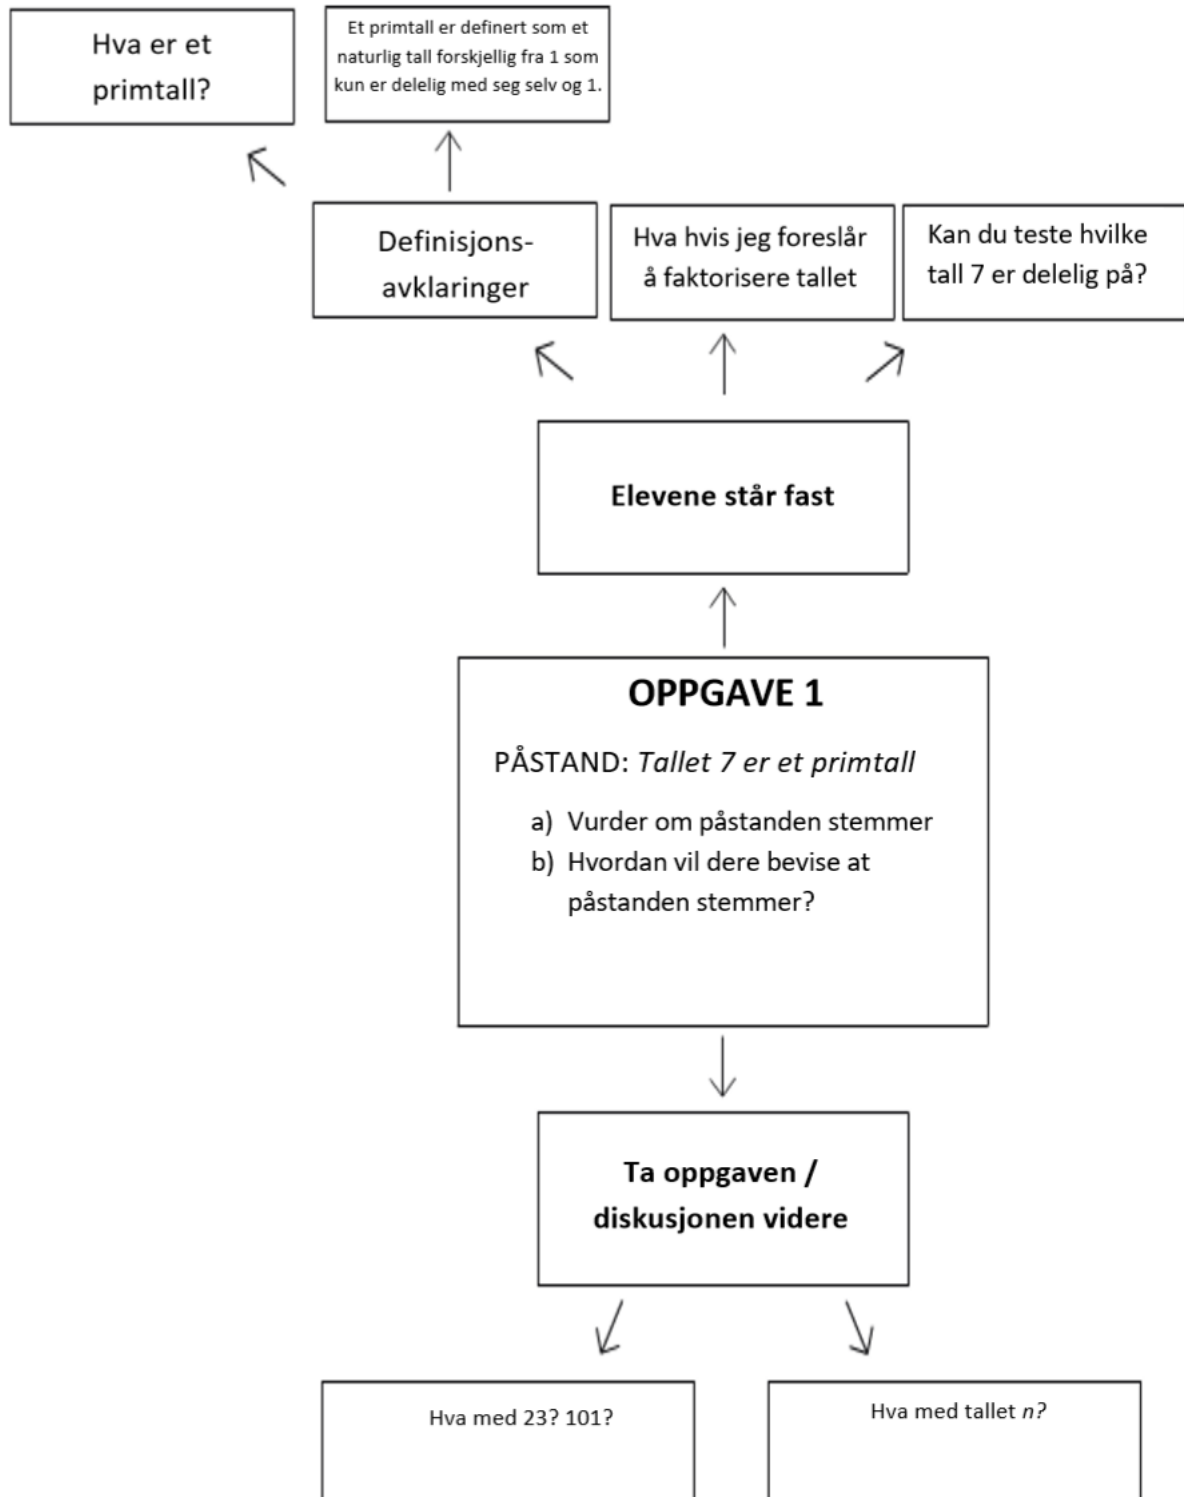 Hva er et
primtall?
Et primtall er definert som et
naturlig tall forskjellig fra 1 som
kun er delelig med seg selv og 1.
Definisjons-
avklaringer
Hva hvis jeg foreslår
å faktorisere tallet
Kan du teste hvilke
tall 7 er delelig på?
Elevene står fast
OPPGAVE 1
PÅSTAND: Tallet 7 er et primtall
a) Vurder om påstanden stemmer
b) Hvordan vil dere bevise at
påstanden stemmer?
Ta oppgaven /
diskusjonen videre
Hva med 23? 101?
Hva med tallet n?